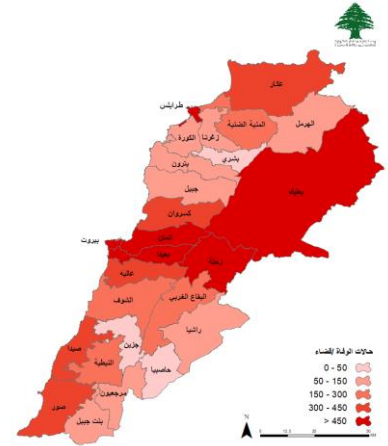 عكار
طرابلس
المنية الضنية
الهرمل
زغرتا
الكورة
بشري
بترون
بعلبك
جبيل
كسروان
المتن
بيروت
بعبدا
زحلة
عاليه
البقاع الغربي
الشوف
راشيا
جزين
صيدا
حاصبيا
النبطية
مرجعيون
صور
بنت جبيل
حالات الوفاة /قضاء
0 - 50
50 - 150
150 - 300
300 - 450
> 450
N